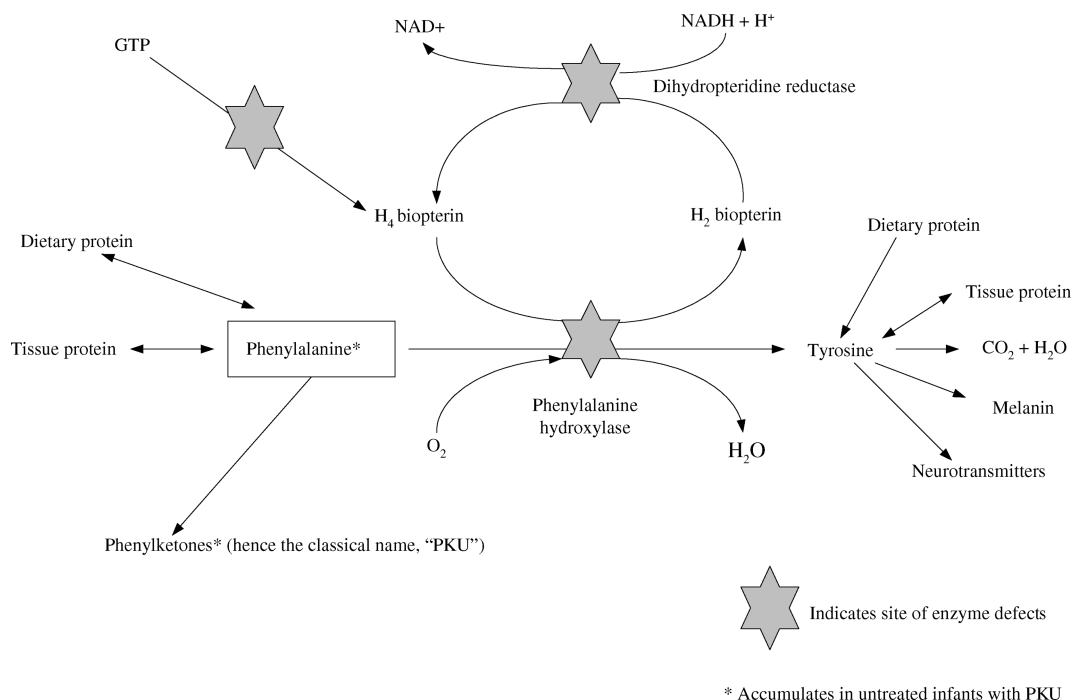 NAD+
NADH + H⁺
GTP
Dihydropteridine reductase
H₄ biopterin
H₂ biopterin
Dietary protein
Dietary protein
Tissue protein
Tissue protein
Phenylalanine*
Tyrosine
CO₂ + H₂O
Phenylalanine
hydroxylase
Melanin
O₂
H₂O
Neurotransmitters
Phenylketones* (hence the classical name, “PKU”)
Indicates site of enzyme defects
* Accumulates in untreated infants with PKU